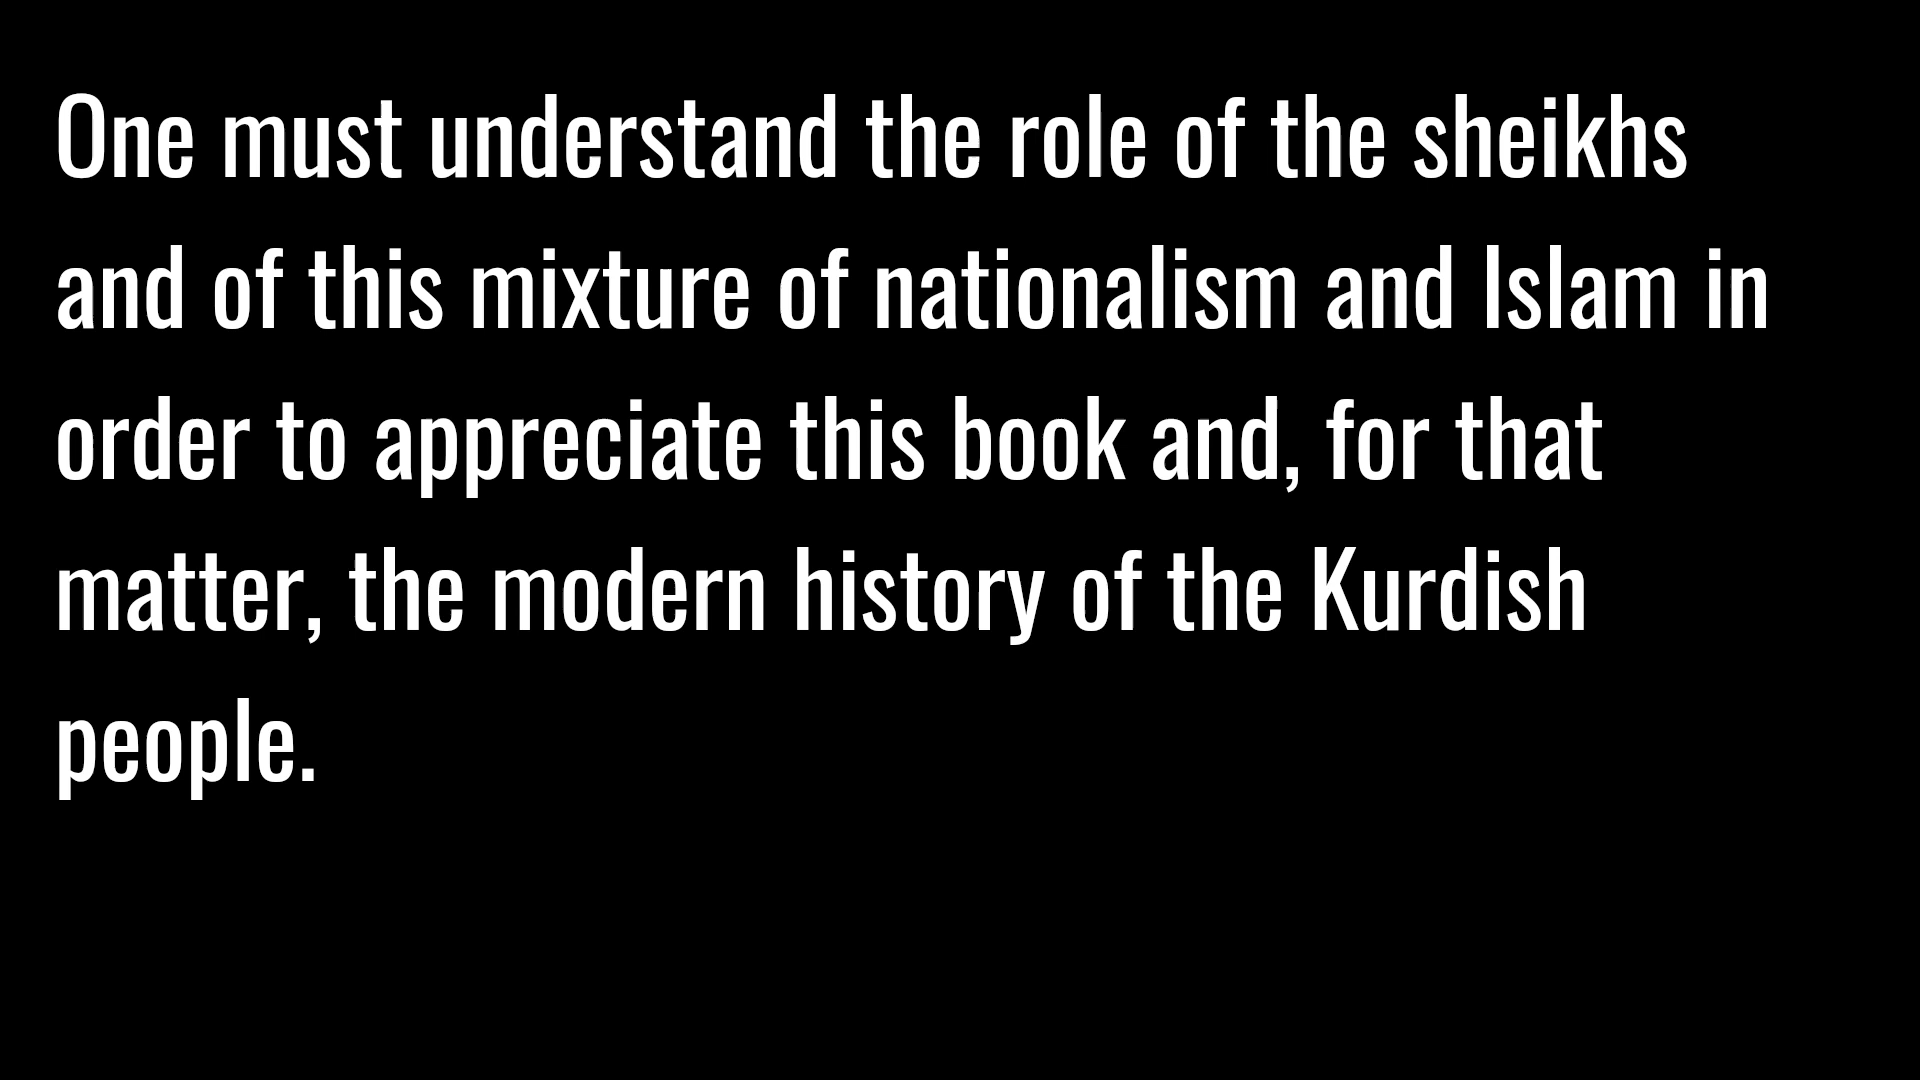 One must understand the role of the sheikhs
and of this mixture of nationalism and Islam in
order to appreciate this book and, for that
matter, the modern history of the Kurdish
people.